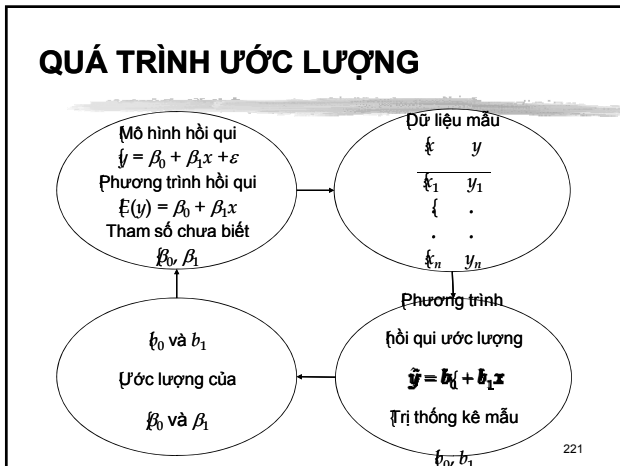 QUÁ TRÌNH ƯỚC LƯỢNG
Mô hình hồi qui
y = β₀ + β₁x + ε
Phương trình hồi qui
E(y) = β₀ + β₁x
Tham số chưa biết
β₀, β₁
Dữ liệu mẫu
x y
x₁ y₁
. .
. .
xₙ yₙ
Phương trình
hồi qui ước lượng
ŷ = b₀ + b₁x
Trị thống kê mẫu
b₀, b₁
b₀ và b₁
Ước lượng của
β₀ và β₁
221